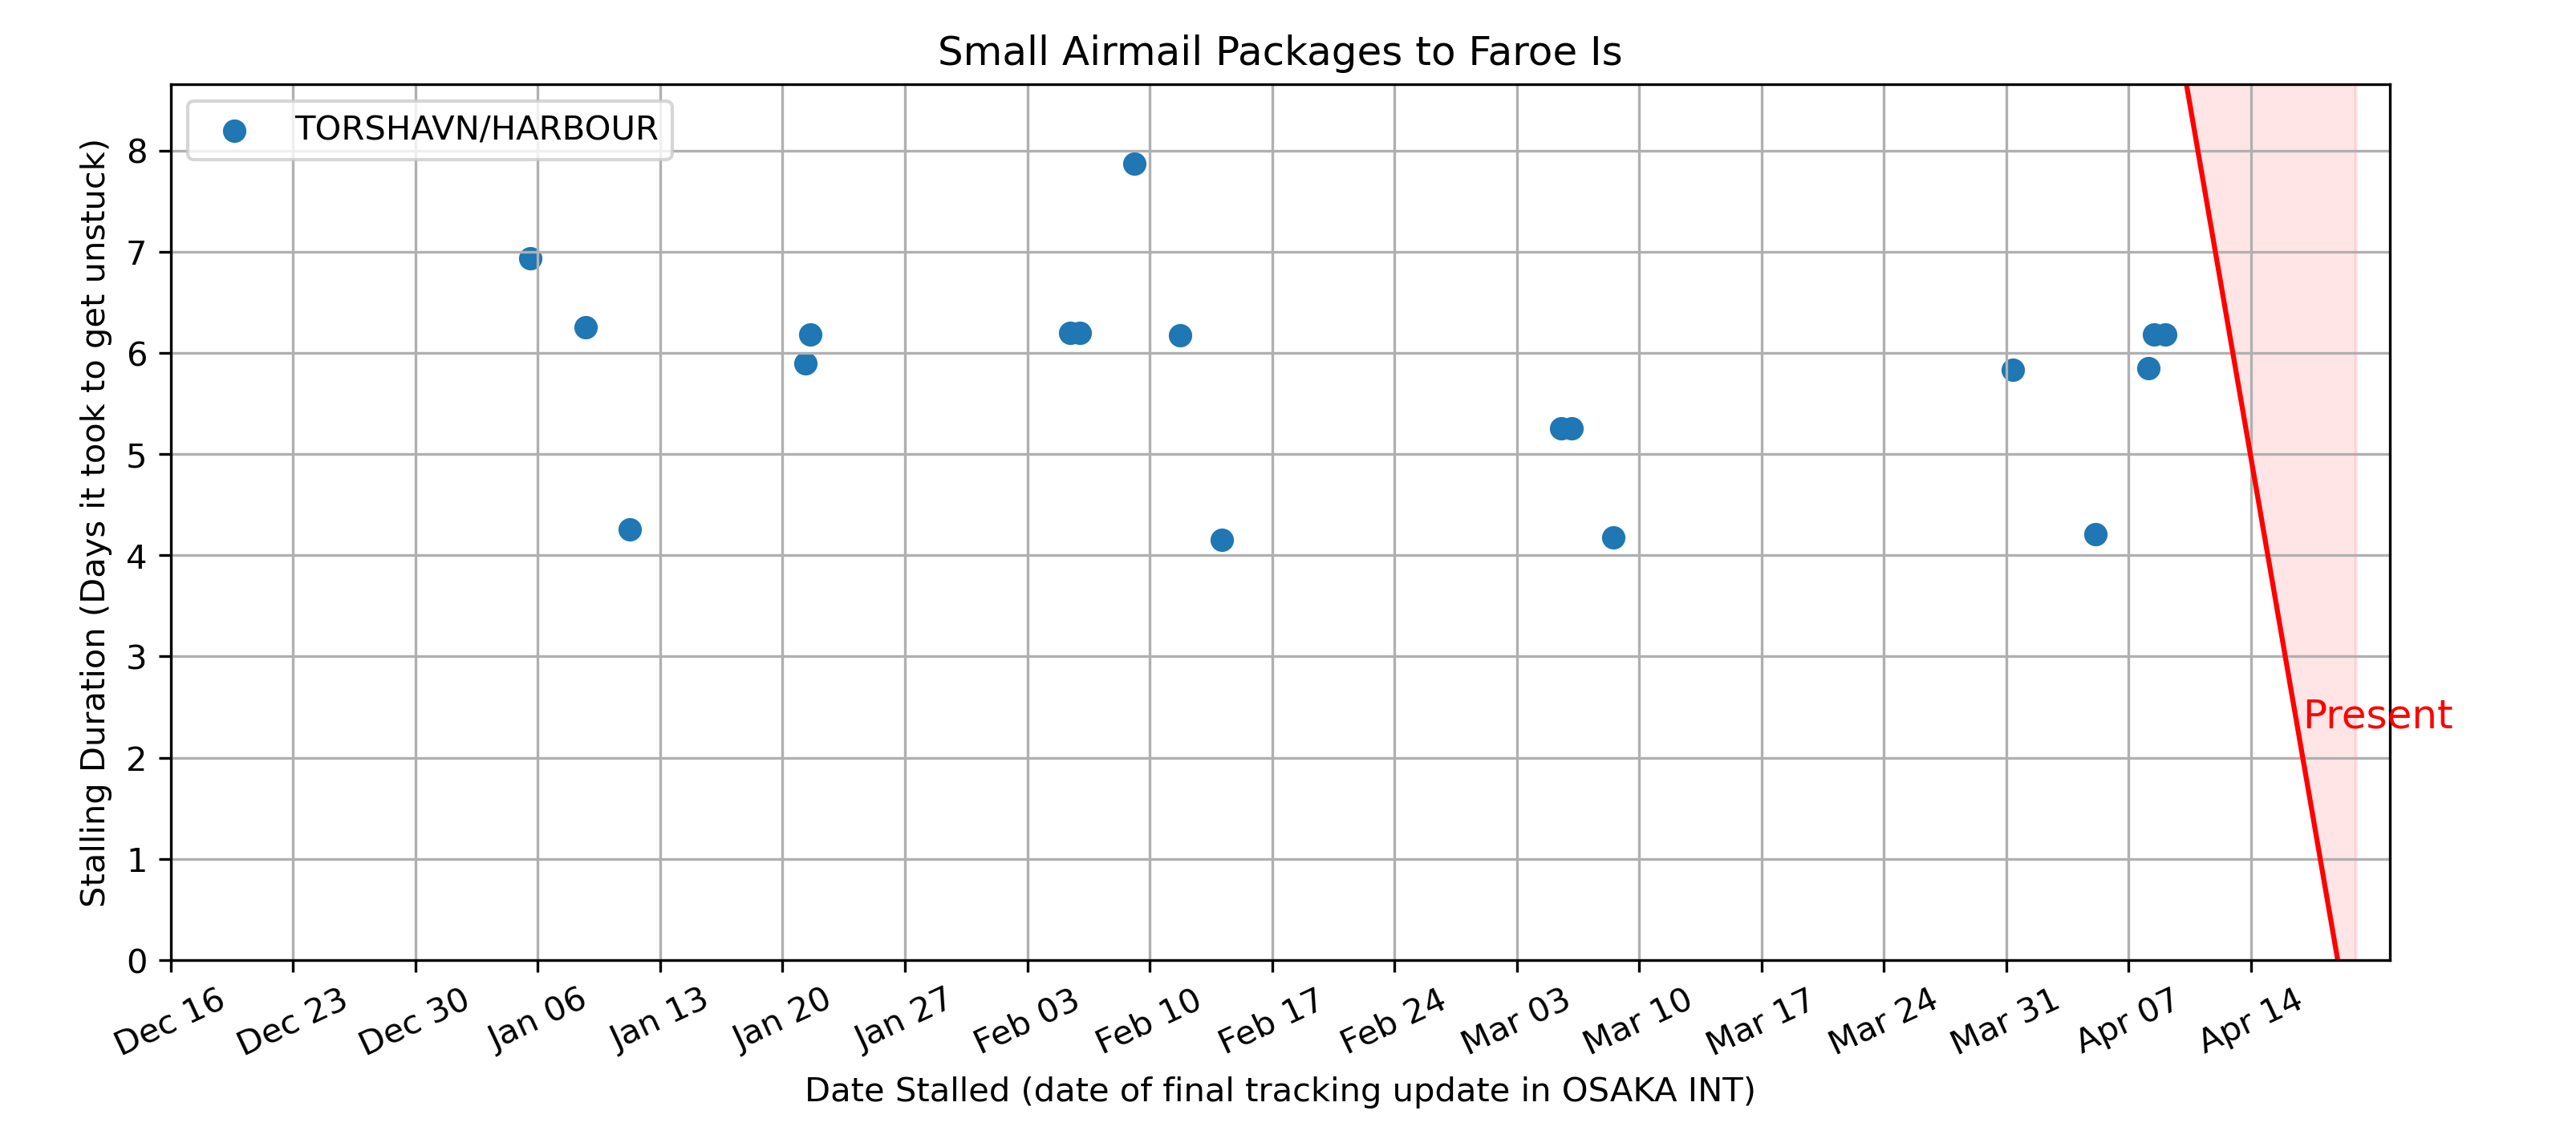 Small Airmail Packages to Faroe Is
TORSHAVN/HARBOUR
Stalling Duration (Days it took to get unstuck)
8
7
6
5
4
3
2
1
0
Present
Dec 16
Dec 23
Dec 30
Jan 06
Jan 13
Jan 20
Jan 27
Feb 03
Feb 10
Feb 17
Feb 24
Mar 03
Mar 10
Mar 17
Mar 24
Mar 31
Apr 07
Apr 14
Date Stalled (date of final tracking update in OSAKA INT)